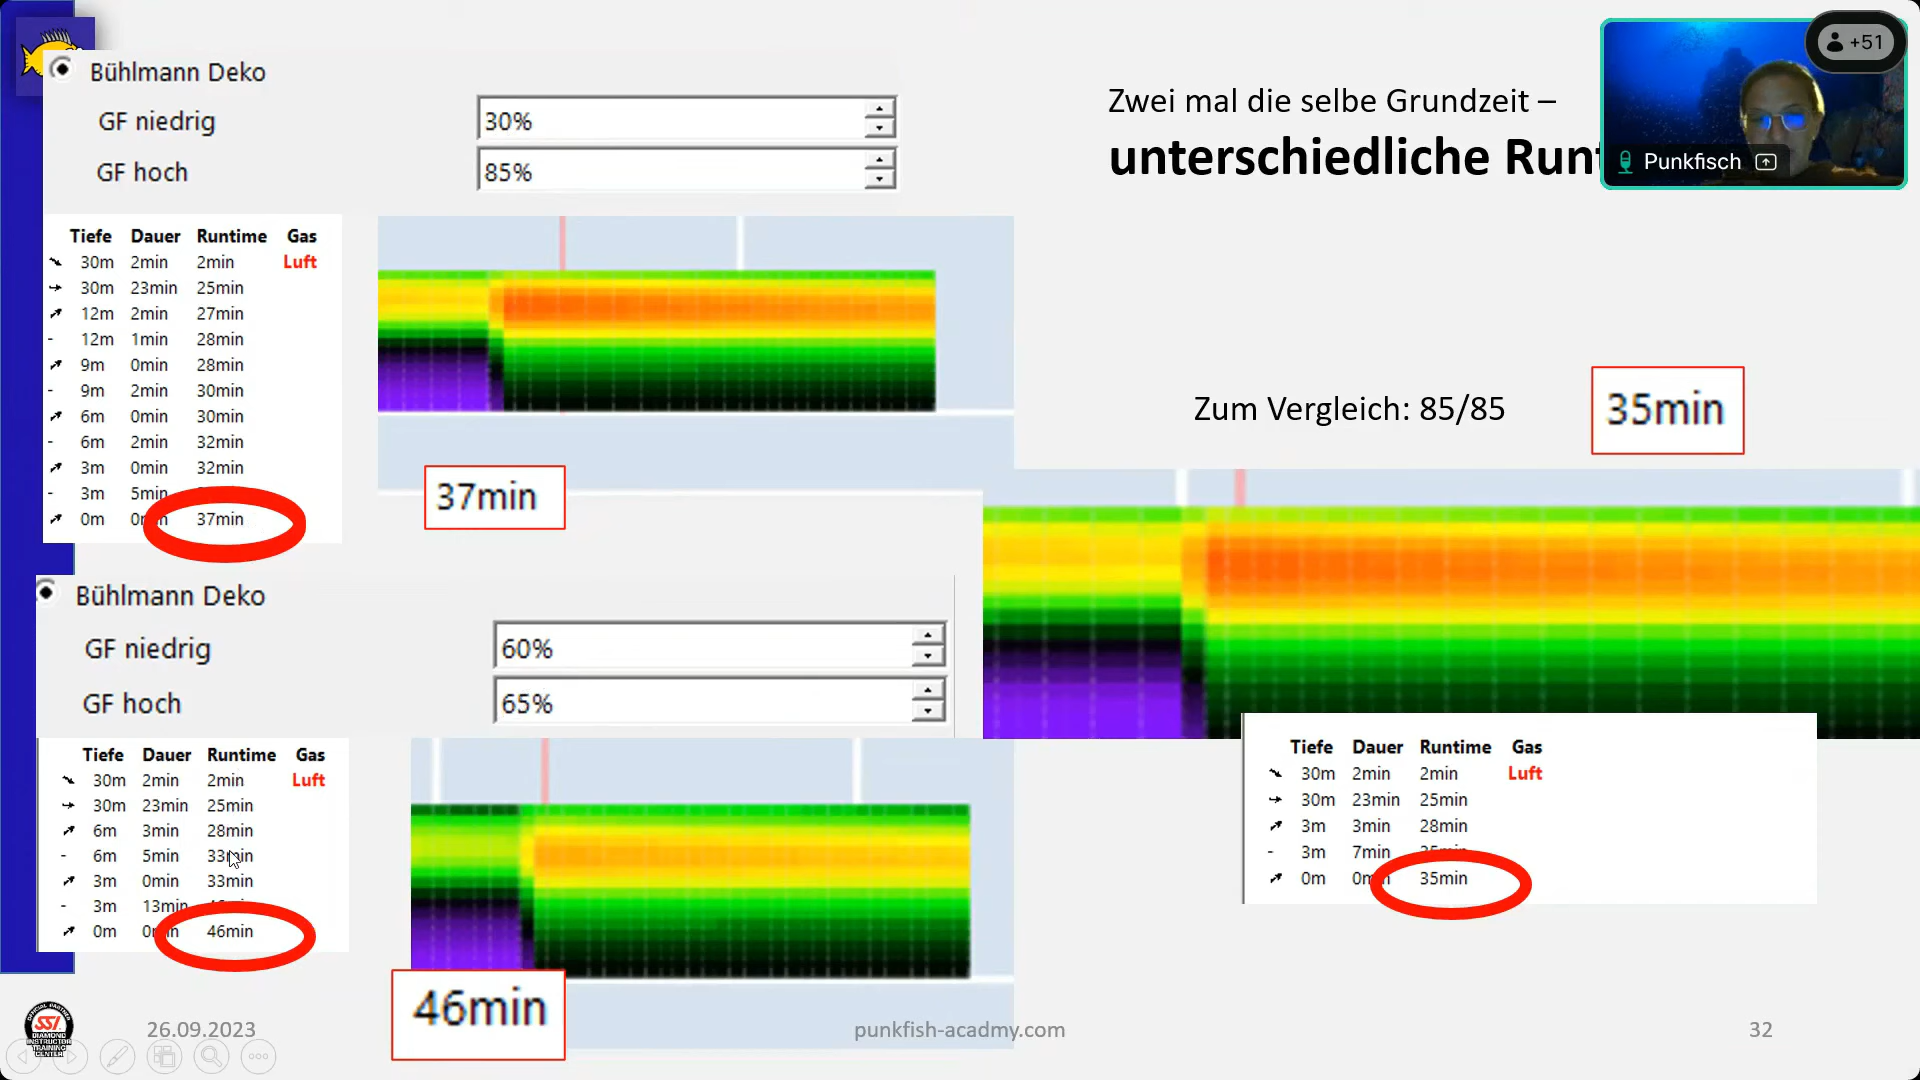 Bühlmann Deko
GF niedrig 30%
GF hoch 85%
Tiefe Dauer Runtime Gas
30m 2min 2min Luft
30m 23min 25min
12m 2min 27min
- 12m 1min 28min
9m 0min 28min
- 9m 2min 30min
6m 0min 30min
- 6m 2min 32min
3m 0min 32min
- 3m 5min
0m 37min
37min
Zwei mal die selbe Grundzeit –
unterschiedliche
+51
Punkfisch
Zum Vergleich: 85/85 35min
Bühlmann Deko
GF niedrig 60%
GF hoch 65%
Tiefe Dauer Runtime Gas
30m 2min 2min Luft
30m 23min 25min
6m 3min 28min
- 6m 5min 33min
3m 0min 33min
- 3m 13min
0m 46min
46min
Tiefe Dauer Runtime Gas
30m 2min 2min Luft
30m 23min 25min
3m 3min 28min
- 3m 7min
0m 35min
SSI
DIAMOND
INSTRUCTOR
TRAINING
CENTER
26.09.2023
punkfish-acadmy.com
32